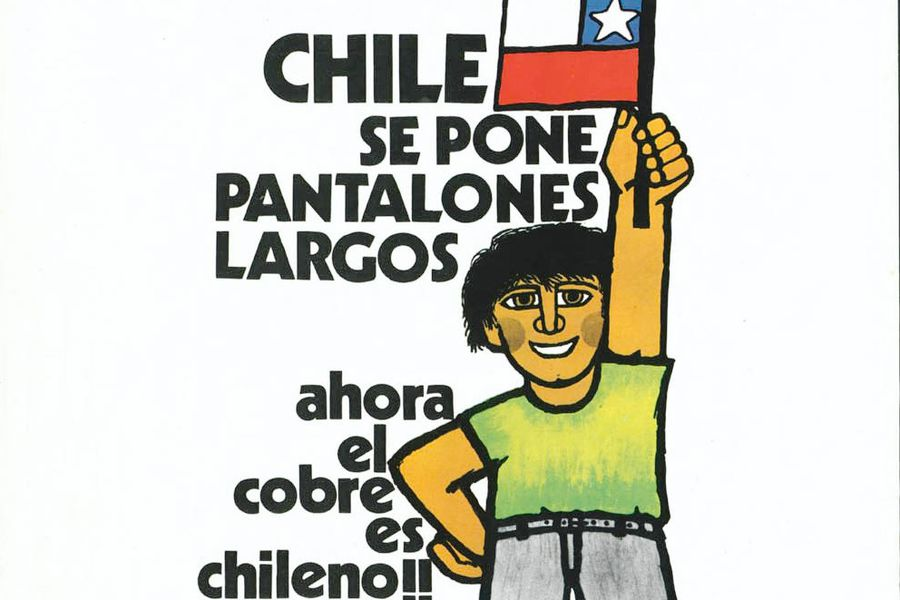 CHILE
SE PONE
PANTALONES
LARGOS
ahora
el
cobre
es
chileno!!